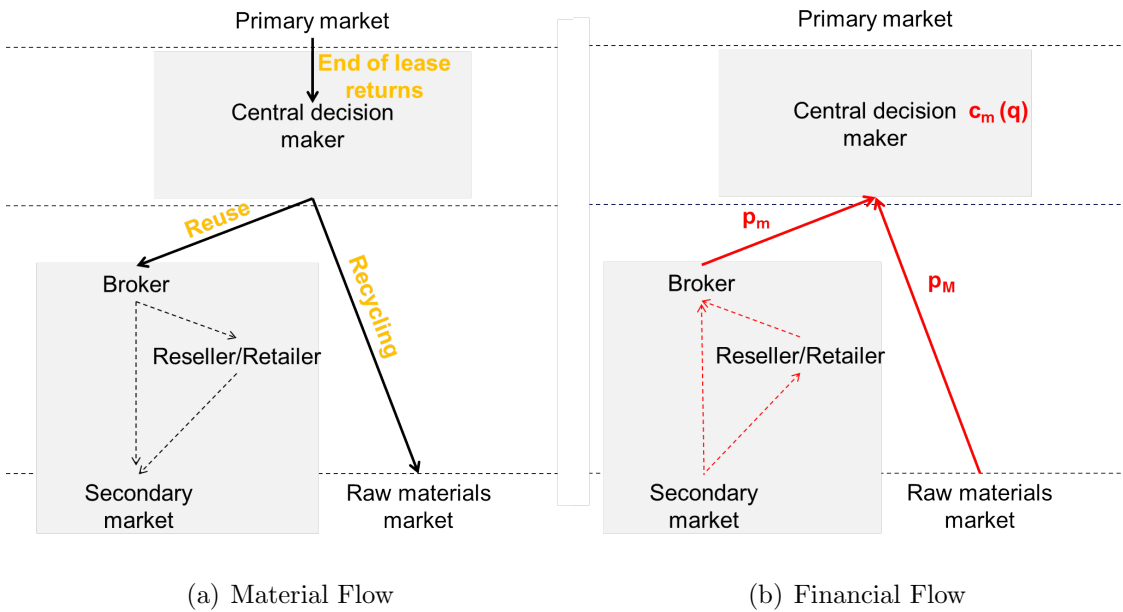 Primary market
End of lease
returns
Central decision
maker
Reuse
Recycling
Broker
Reseller/Retailer
Secondary
market
Raw materials
market
(a) Material Flow
Primary market
Central decision
maker
cm (q)
pm
pM
Broker
Reseller/Retailer
Secondary
market
Raw materials
market
(b) Financial Flow